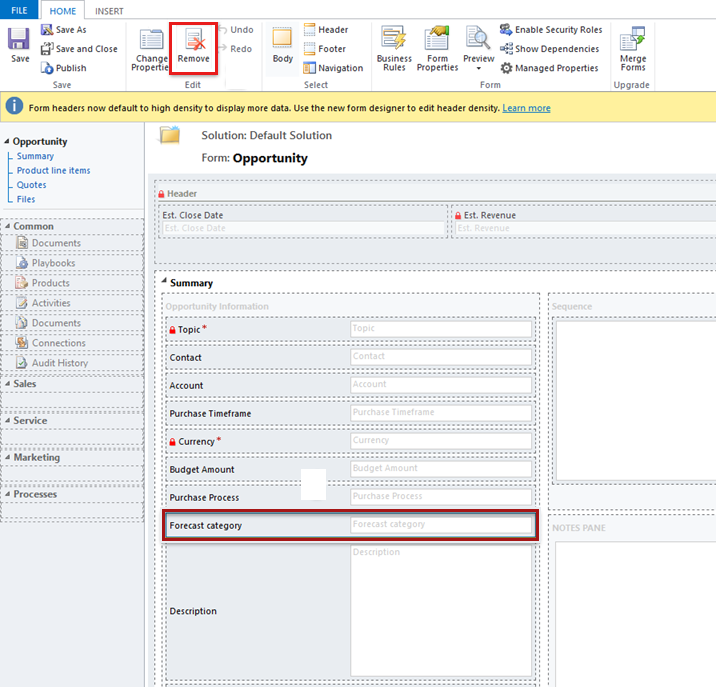 FILE
HOME
INSERT
Save
Save As
Save and Close
Publish
Save
Change
Properties
Remove
Undo
Redo
Edit
Body
Header
Footer
Navigation
Select
Business
Rules
Form
Properties
Preview
Enable Security Roles
Show Dependencies
Managed Properties
Form
Merge
Forms
Upgrade
Form headers now default to high density to display more data. Use the new form designer to edit header density. Learn more
Opportunity
Summary
Product line items
Quotes
Files
Common
Documents
Playbooks
Products
Activities
Documents
Connections
Audit History
Sales
Service
Marketing
Processes
Solution: Default Solution
Form: Opportunity
Header
Est. Close Date
Est. Close Date
Est. Revenue
Est. Revenue
Summary
Opportunity Information
Topic *
Topic
Contact
Contact
Account
Account
Purchase Timeframe
Purchase Timeframe
Currency *
Currency
Budget Amount
Budget Amount
Purchase Process
Purchase Process
Forecast category
Forecast category
Description
Description
Sequence
NOTES PANE